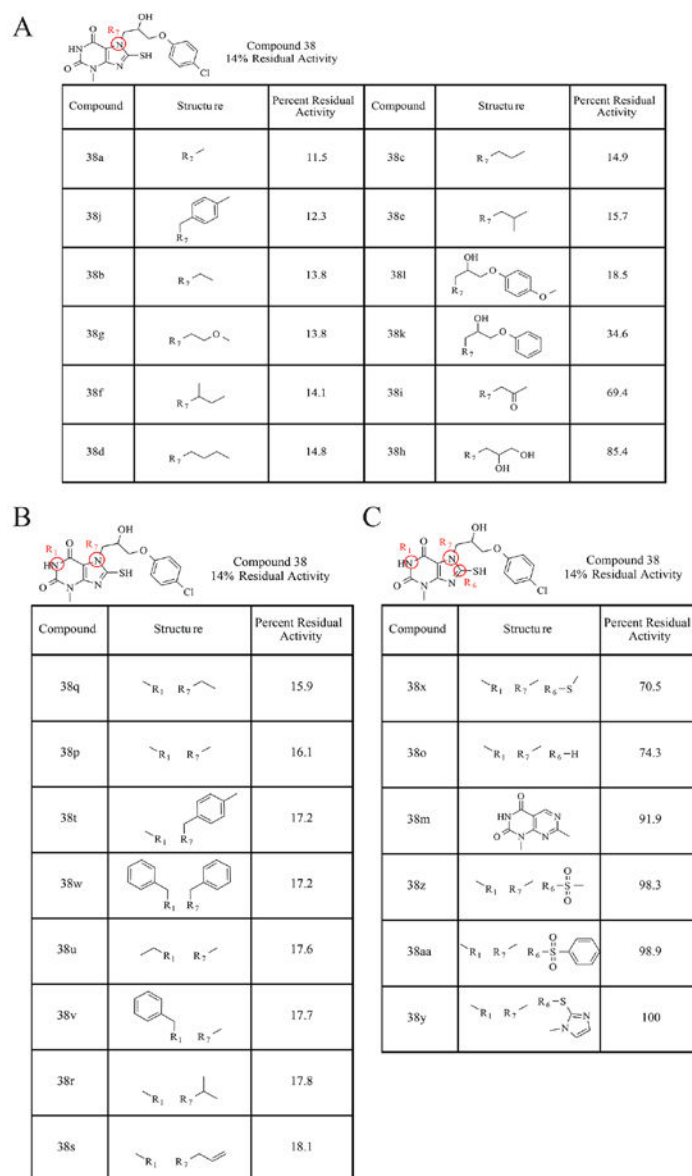 A
R7
OH
O
O
HN
N
SH
O
N
N
Cl
Compound 38
14% Residual Activity
Compound Structure Percent Residual Activity Compound Structure Percent Residual Activity
38a R7 11.5 38c R7 14.9
38j R7 12.3 38e R7 15.7
38b R7 13.8 38l OH O R7 O 18.5
38g R7 O 13.8 38k OH O R7 34.6
38f R7 14.1 38i R7 O 69.4
38d R7 14.8 38h R7 OH OH 85.4
B
R1
R7
OH
O
O
HN
N
SH
O
N
N
Cl
Compound 38
14% Residual Activity
Compound Structure Percent Residual Activity
38q R1 R7 15.9
38p R1 R7 16.1
38t R1 R7 17.2
38w R1 R7 17.2
38u R1 R7 17.6
38v R1 R7 17.7
38r R1 R7 17.8
38s R1 R7 18.1
C
R1
R7
OH
O
O
HN
N
SH
O
N
N
R6
Cl
Compound 38
14% Residual Activity
Compound Structure Percent Residual Activity
38x R1 R7 R6 S 70.5
38o R1 R7 R6 H 74.3
38m O HN N O N N 91.9
38z R1 R7 R6 S O O 98.3
38aa R1 R7 R6 S O O 98.9
38y R1 R7 R6 S N N 100